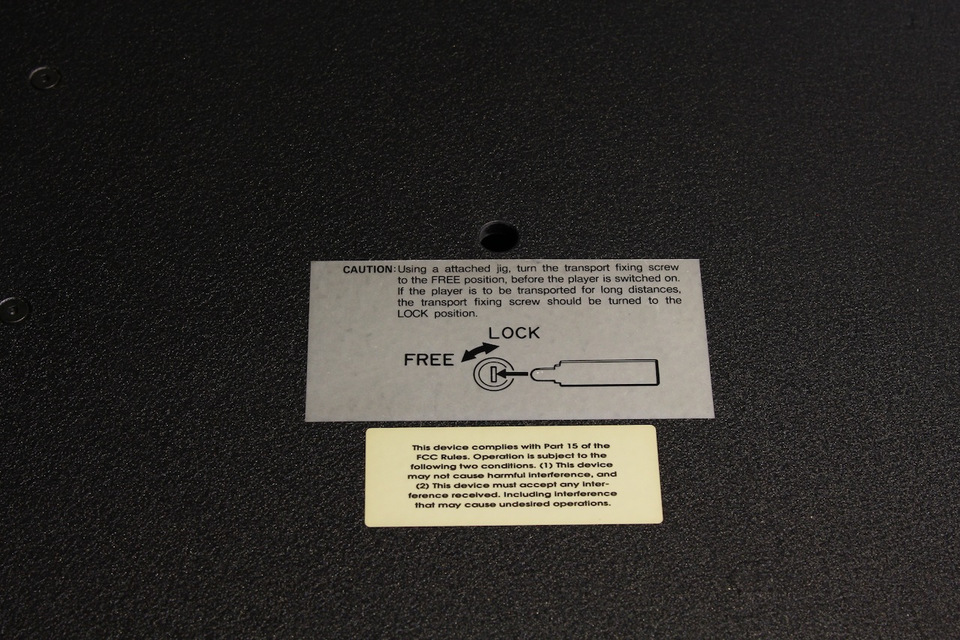 CAUTION: Using a attached jig, turn the transport fixing screw
to the FREE position, before the player is switched on.
If the player is to be transported for long distances,
the transport fixing screw should be turned to the
LOCK position.
LOCK
FREE
This device complies with Part 15 of the
FCC Rules. Operation is subject to the
following two conditions. (1) This device
may not cause harmful interference, and
(2) This device must accept any inter-
ference received. Including interference
that may cause undesired operations.